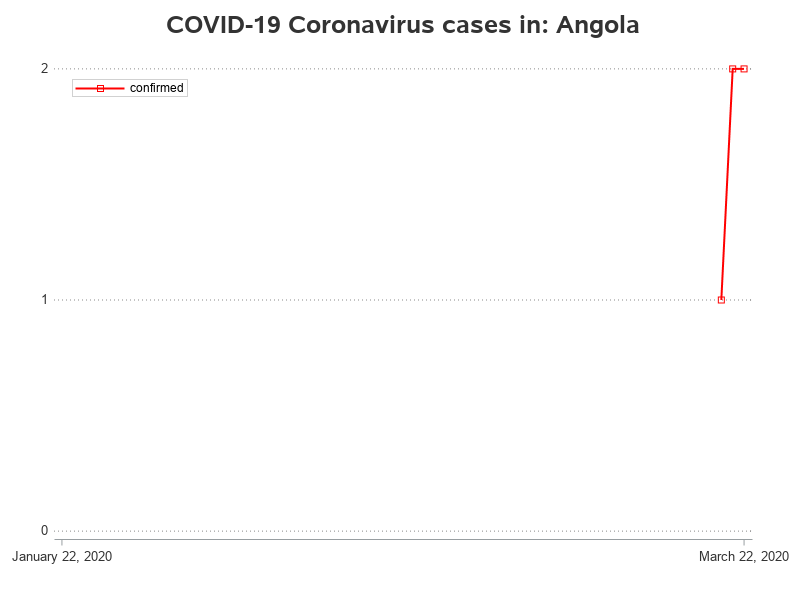 COVID-19 Coronavirus cases in: Angola
2
confirmed
1
0
January 22, 2020
March 22, 2020